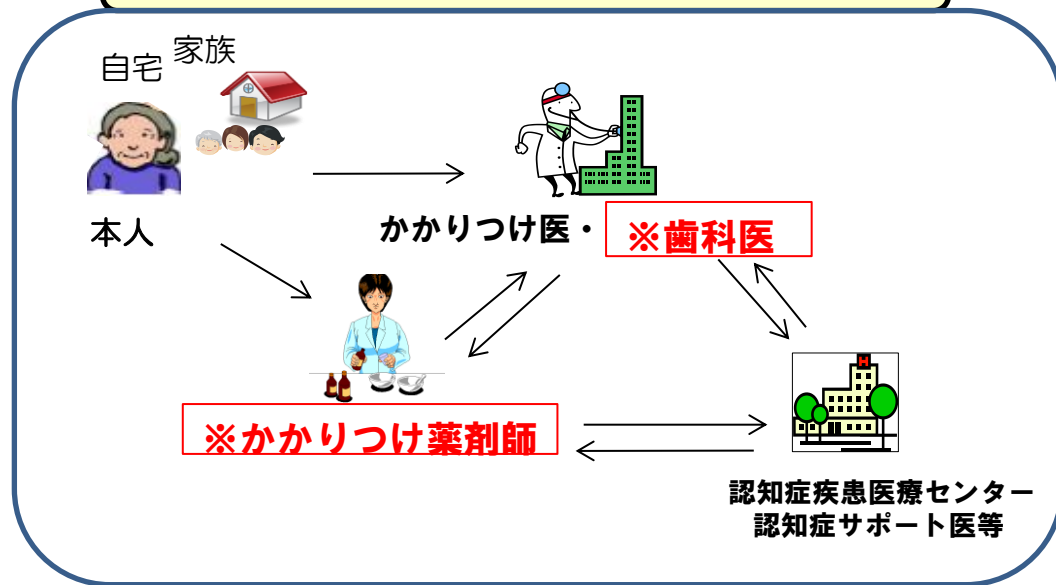 自宅
家族
本人
かかりつけ医・※歯科医
※かかりつけ薬剤師
認知症疾患医療センター
認知症サポート医等